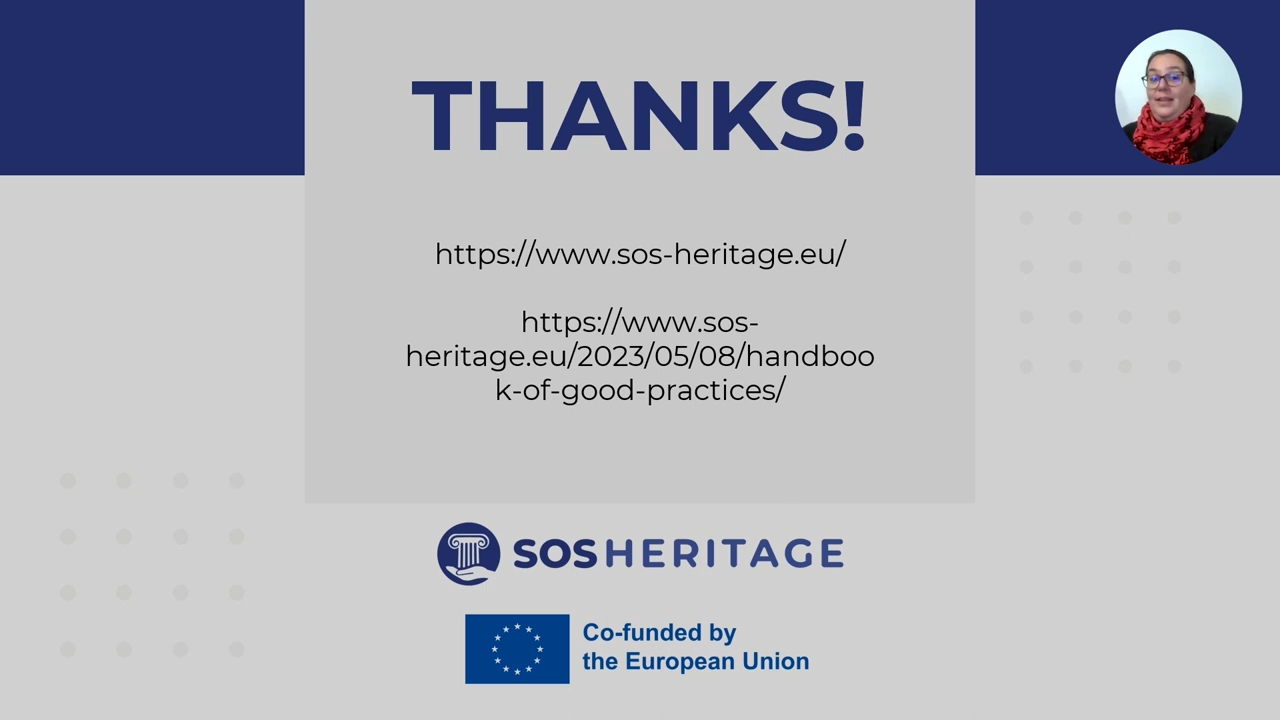 THANKS!
https://www.sos-heritage.eu/
https://www.sos-
heritage.eu/2023/05/08/handboo
k-of-good-practices/
SOSHERITAGE
Co-funded by
the European Union